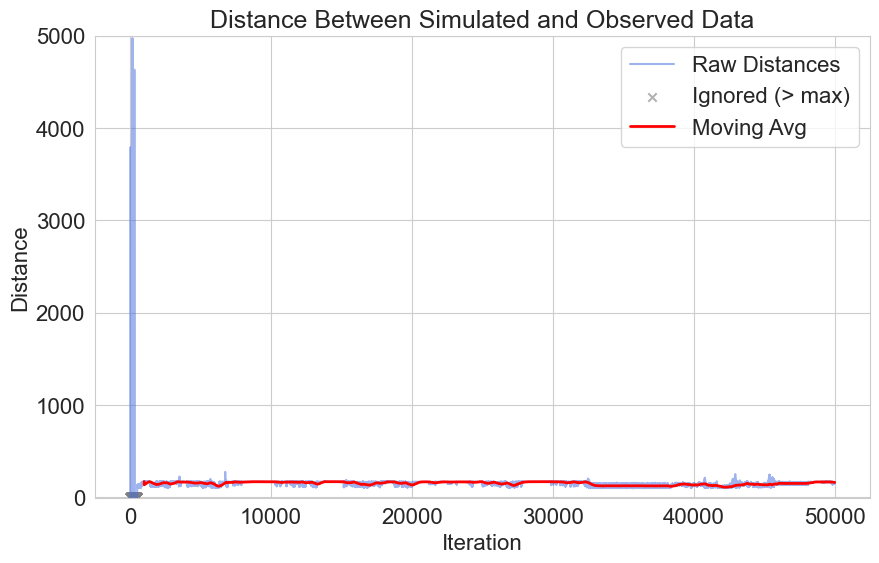 Distance Between Simulated and Observed Data
Distance
5000
4000
3000
2000
1000
0
Raw Distances
Ignored (> max)
Moving Avg
0 10000 20000 30000 40000 50000
Iteration